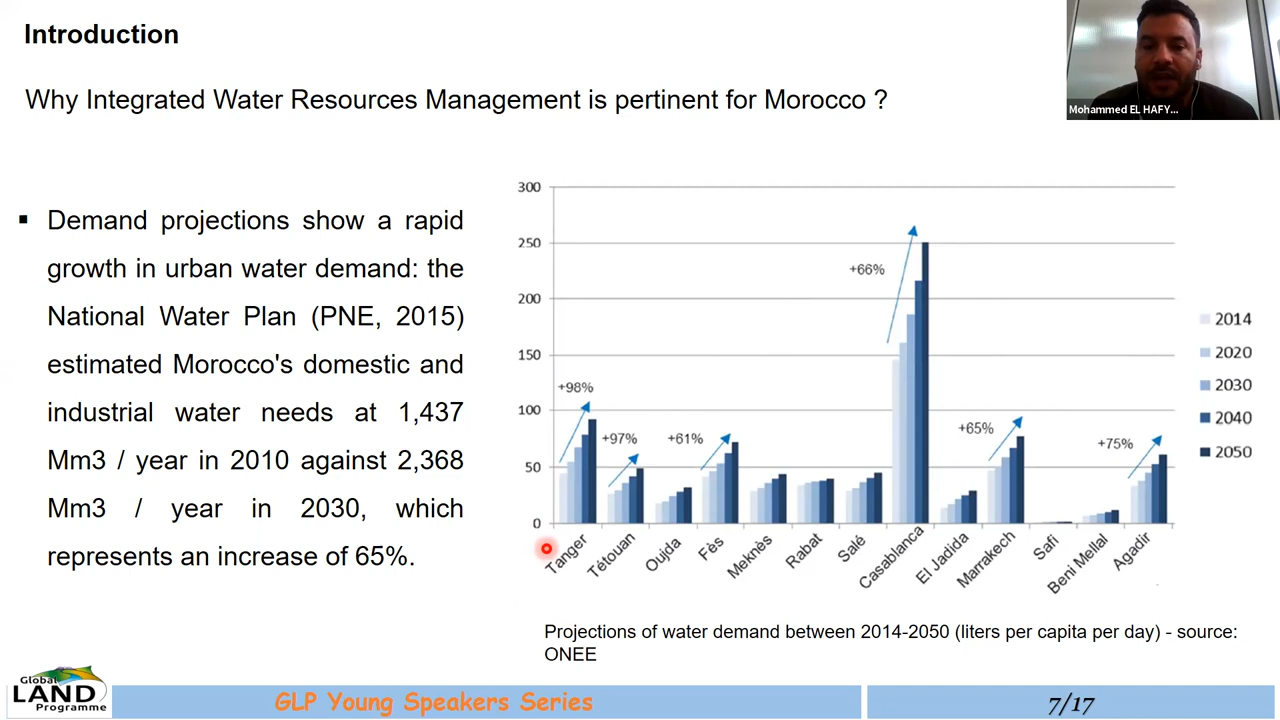 Introduction
Why Integrated Water Resources Management is pertinent for Morocco ?
Mohammed EL HAFY...
▪ Demand projections show a rapid
growth in urban water demand: the
National Water Plan (PNE, 2015)
estimated Morocco's domestic and
industrial water needs at 1,437
Mm3 / year in 2010 against 2,368
Mm3 / year in 2030, which
represents an increase of 65%.
300
250
200
150
100
50
0
+98%
+97%
+61%
+66%
+65%
+75%
Tanger
Tétouan
Oujda
Fès
Meknès
Rabat
Salé
Casablanca
El Jadida
Marrakech
Safi
Beni Mellal
Agadir
2014
2020
2030
2040
2050
Projections of water demand between 2014-2050 (liters per capita per day) - source:
ONEE
Global
LAND
Programme
GLP Young Speakers Series
7/17